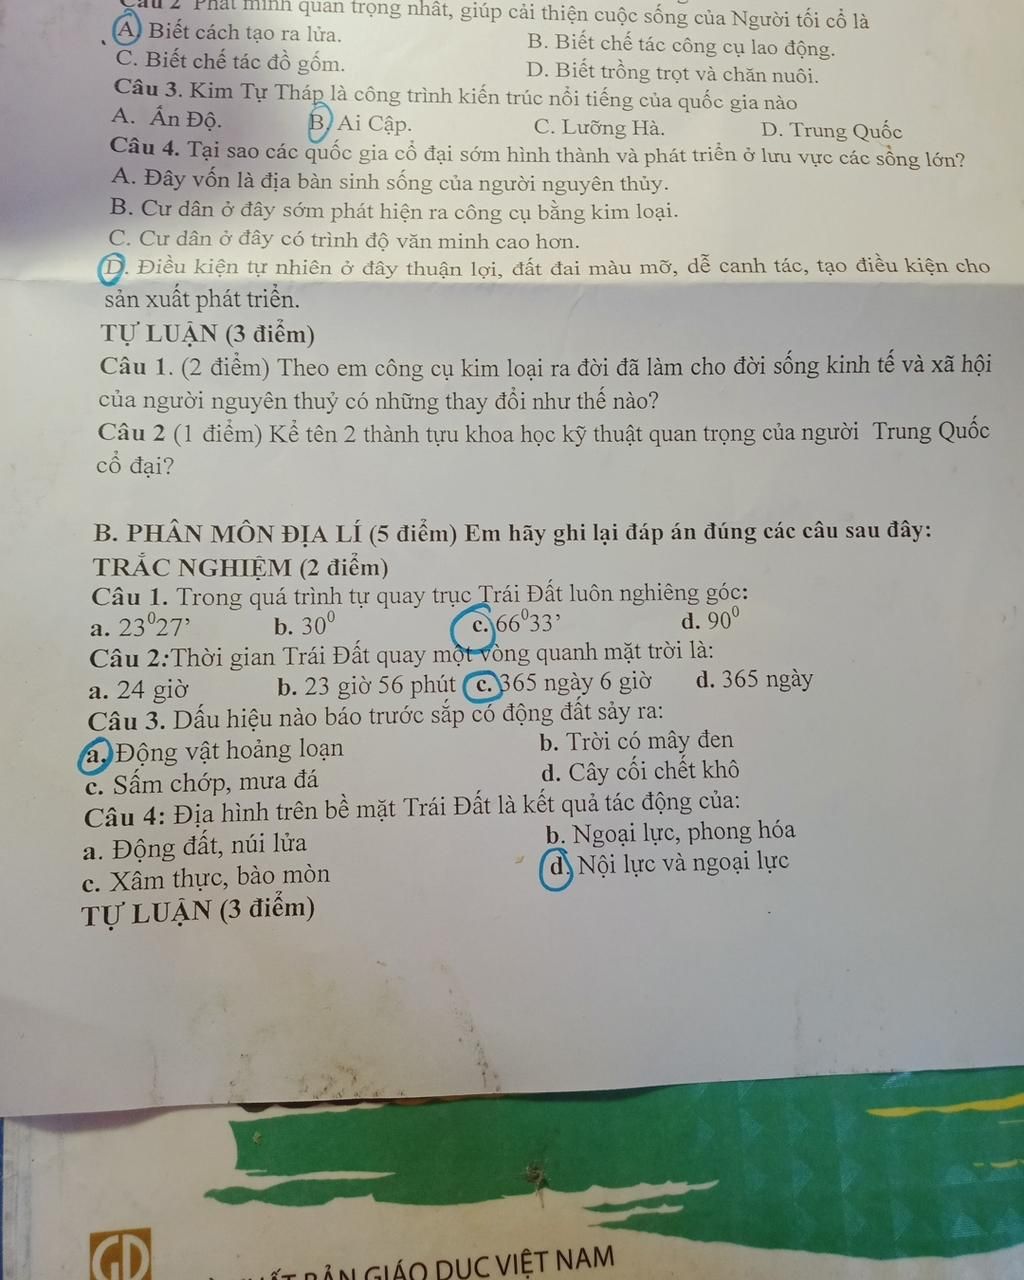 Câu 2 Phát minh quan trọng nhất, giúp cải thiện cuộc sống của Người tối cổ là
A. Biết cách tạo ra lửa. B. Biết chế tác công cụ lao động.
C. Biết chế tác đồ gốm. D. Biết trồng trọt và chăn nuôi.
Câu 3. Kim Tự Tháp là công trình kiến trúc nổi tiếng của quốc gia nào
A. Ấn Độ. B. Ai Cập. C. Lưỡng Hà. D. Trung Quốc
Câu 4. Tại sao các quốc gia cổ đại sớm hình thành và phát triển ở lưu vực các sông lớn?
A. Đây vốn là địa bàn sinh sống của người nguyên thủy.
B. Cư dân ở đây sớm phát hiện ra công cụ bằng kim loại.
C. Cư dân ở đây có trình độ văn minh cao hơn.
D. Điều kiện tự nhiên ở đây thuận lợi, đất đai màu mỡ, dễ canh tác, tạo điều kiện cho
sản xuất phát triển.
TỰ LUẬN (3 điểm)
Câu 1. (2 điểm) Theo em công cụ kim loại ra đời đã làm cho đời sống kinh tế và xã hội
của người nguyên thuỷ có những thay đổi như thế nào?
Câu 2 (1 điểm) Kể tên 2 thành tựu khoa học kỹ thuật quan trọng của người Trung Quốc
cổ đại?
B. PHÂN MÔN ĐỊA LÍ (5 điểm) Em hãy ghi lại đáp án đúng các câu sau đây:
TRẮC NGHIỆM (2 điểm)
Câu 1. Trong quá trình tự quay trục Trái Đất luôn nghiêng góc:
a. 23⁰27’ b. 30⁰ c. 66⁰33’ d. 90⁰
Câu 2:Thời gian Trái Đất quay một vòng quanh mặt trời là:
a. 24 giờ b. 23 giờ 56 phút c. 365 ngày 6 giờ d. 365 ngày
Câu 3. Dấu hiệu nào báo trước sắp có động đất sảy ra:
a. Động vật hoảng loạn b. Trời có mây đen
c. Sấm chớp, mưa đá d. Cây cối chết khô
Câu 4: Địa hình trên bề mặt Trái Đất là kết quả tác động của:
a. Động đất, núi lửa b. Ngoại lực, phong hóa
c. Xâm thực, bào mòn d. Nội lực và ngoại lực
TỰ LUẬN (3 điểm)
GD
BẢN GIÁO DỤC VIỆT NAM